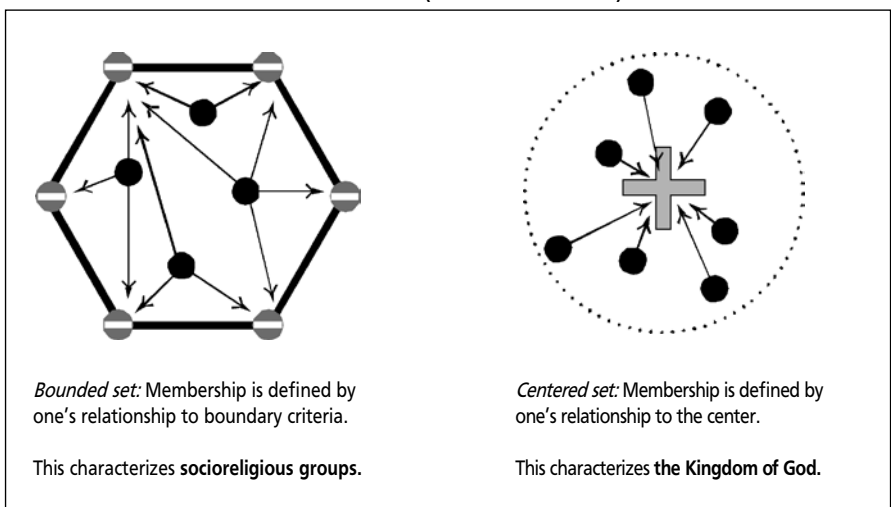 Bounded set: Membership is defined by
one's relationship to boundary criteria.
This characterizes socioreligious groups.
Centered set: Membership is defined by
one's relationship to the center.
This characterizes the Kingdom of God.